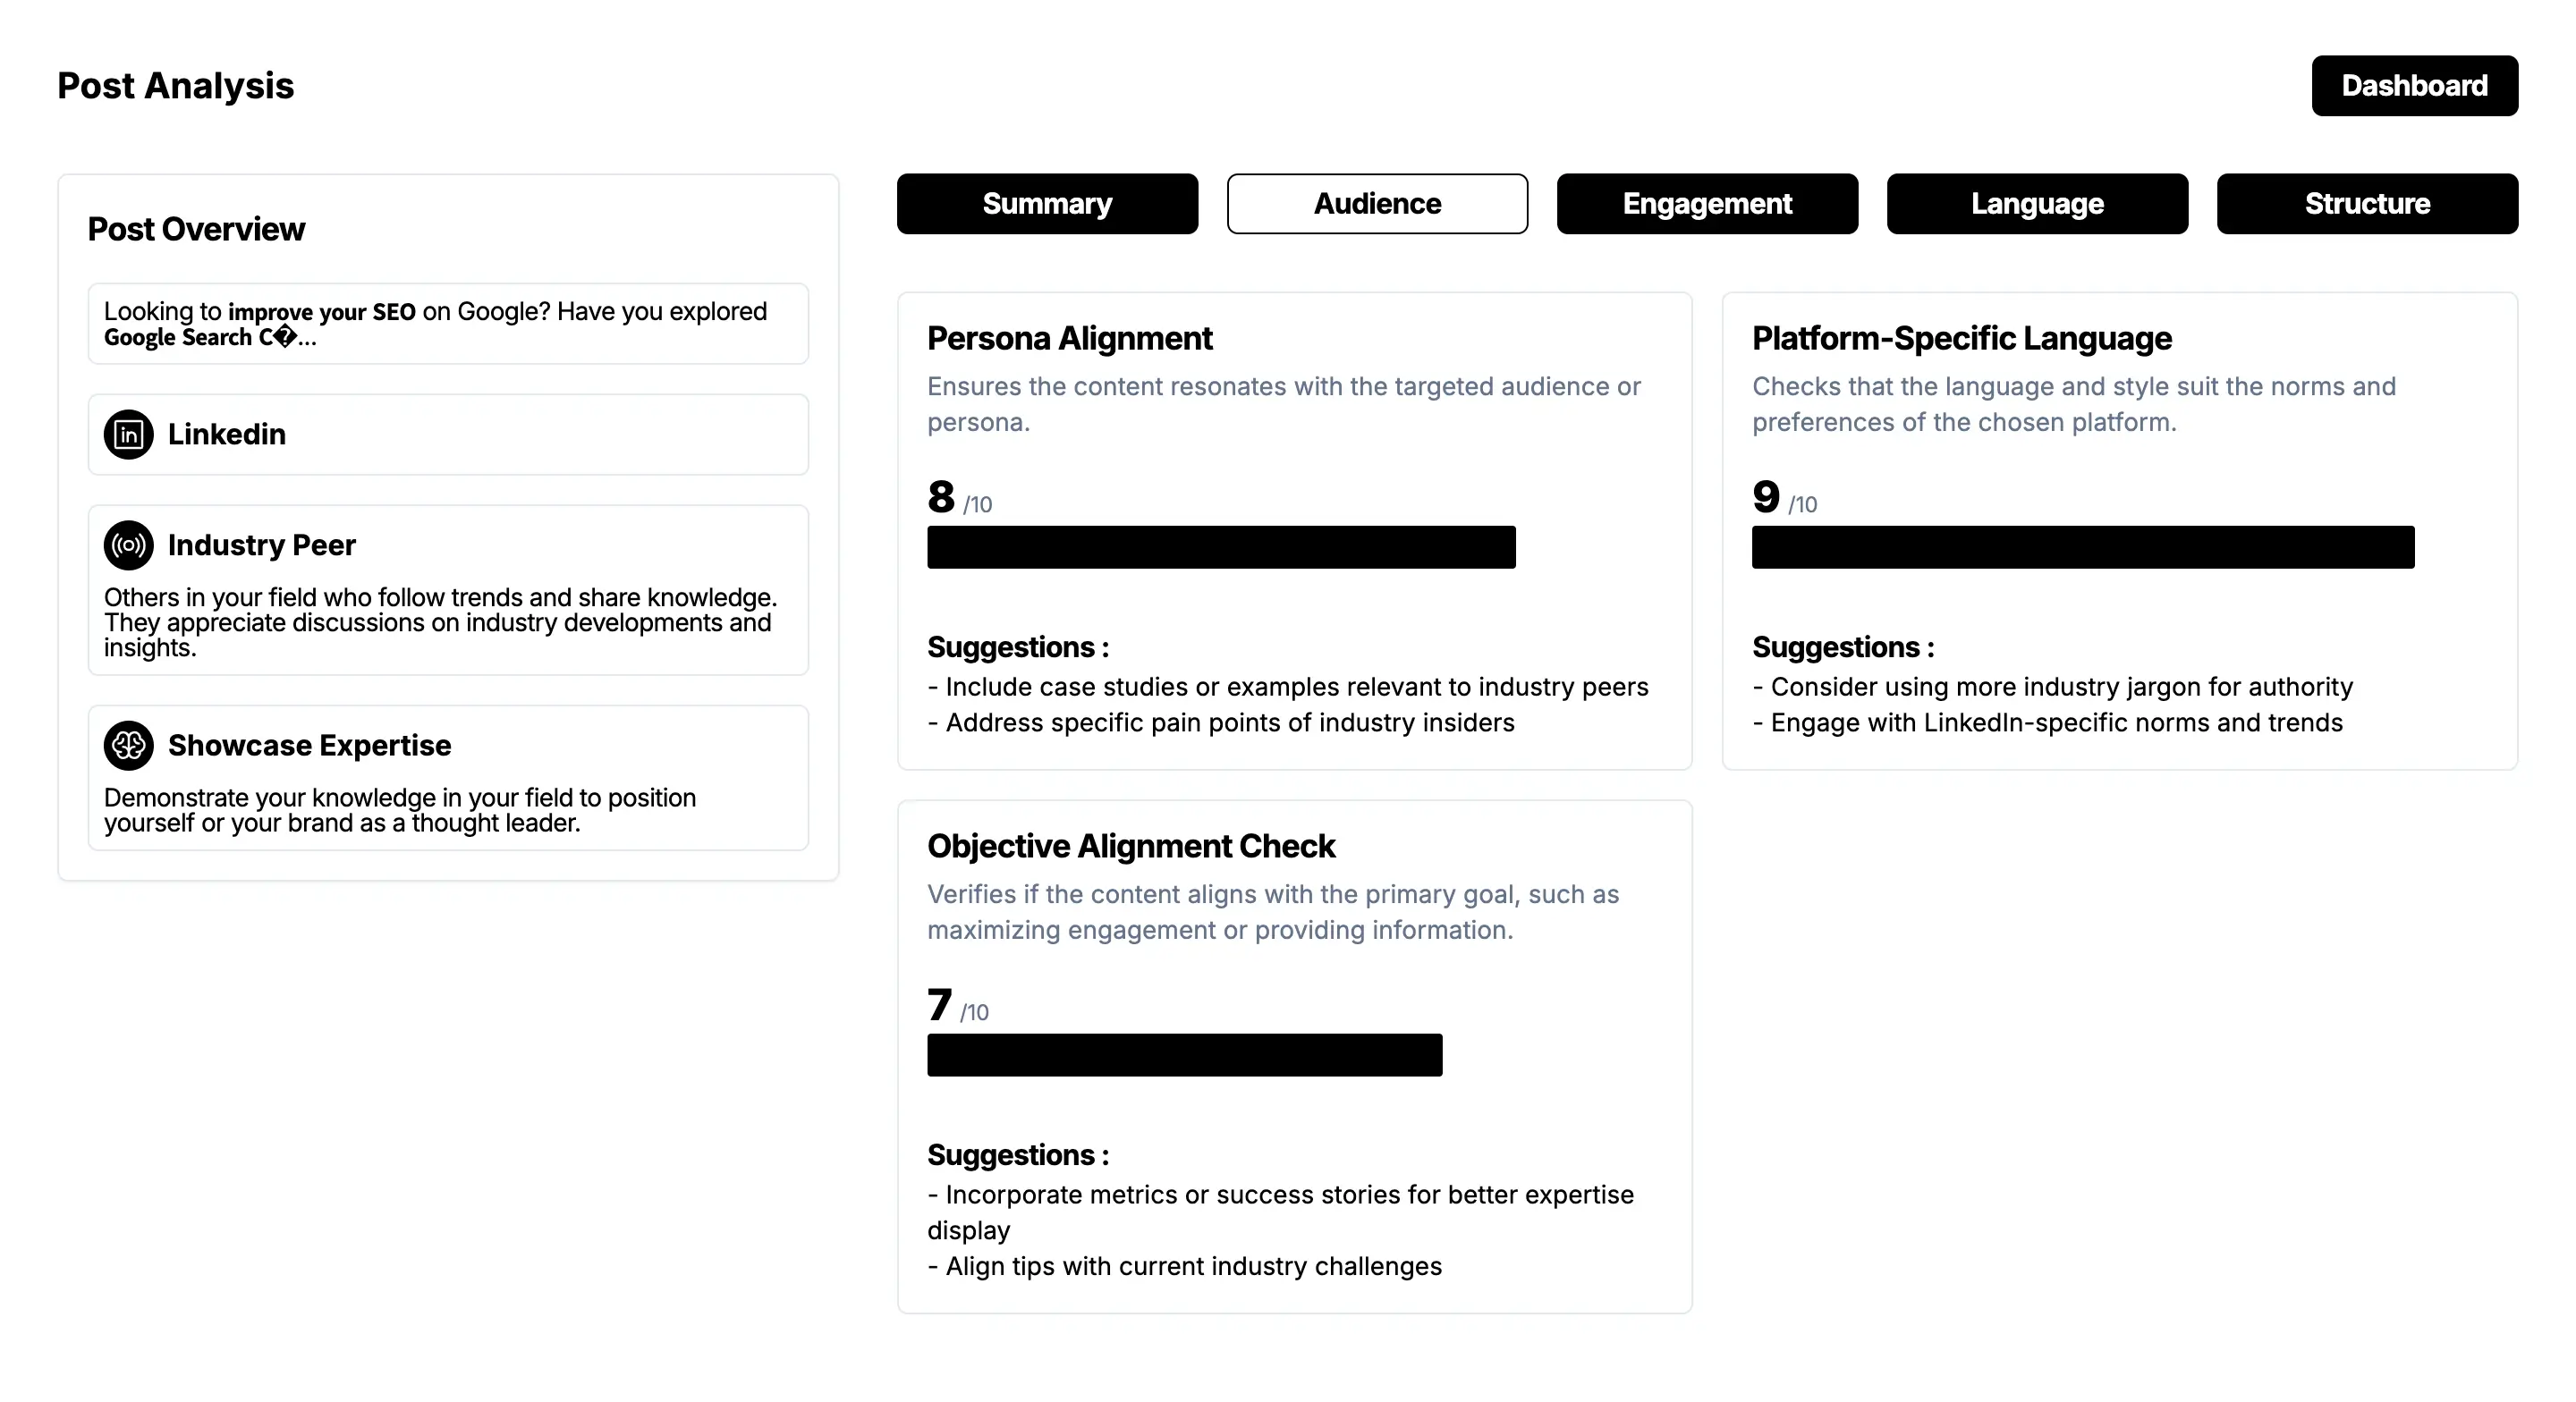 Post Analysis
Dashboard
Post Overview
Looking to improve your SEO on Google? Have you explored
Google Search C�...
Linkedin
Industry Peer
Others in your field who follow trends and share knowledge.
They appreciate discussions on industry developments and
insights.
Showcase Expertise
Demonstrate your knowledge in your field to position
yourself or your brand as a thought leader.
Summary
Audience
Engagement
Language
Structure
Persona Alignment
Ensures the content resonates with the targeted audience or
persona.
8 /10
Suggestions :
- Include case studies or examples relevant to industry peers
- Address specific pain points of industry insiders
Platform-Specific Language
Checks that the language and style suit the norms and
preferences of the chosen platform.
9 /10
Suggestions :
- Consider using more industry jargon for authority
- Engage with LinkedIn-specific norms and trends
Objective Alignment Check
Verifies if the content aligns with the primary goal, such as
maximizing engagement or providing information.
7 /10
Suggestions :
- Incorporate metrics or success stories for better expertise
display
- Align tips with current industry challenges